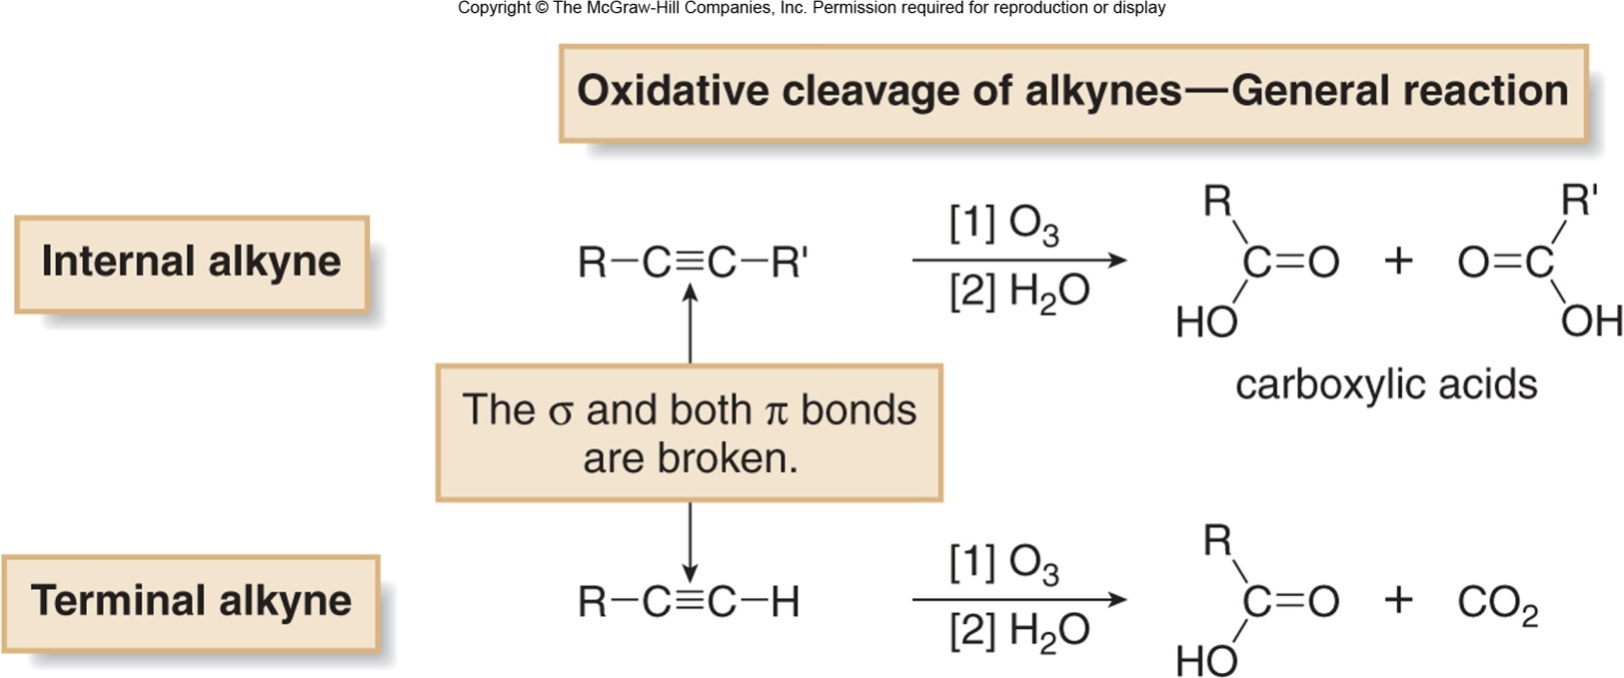 Copyright © The McGraw-Hill Companies, Inc. Permission required for reproduction or display
Oxidative cleavage of alkynes—General reaction
Internal alkyne
R–C≡C–R'
[1] O₃
[2] H₂O
R
C=O
HO
+
R'
O=C
OH
carboxylic acids
The σ and both π bonds
are broken.
Terminal alkyne
R–C≡C–H
[1] O₃
[2] H₂O
R
C=O
HO
+
CO₂